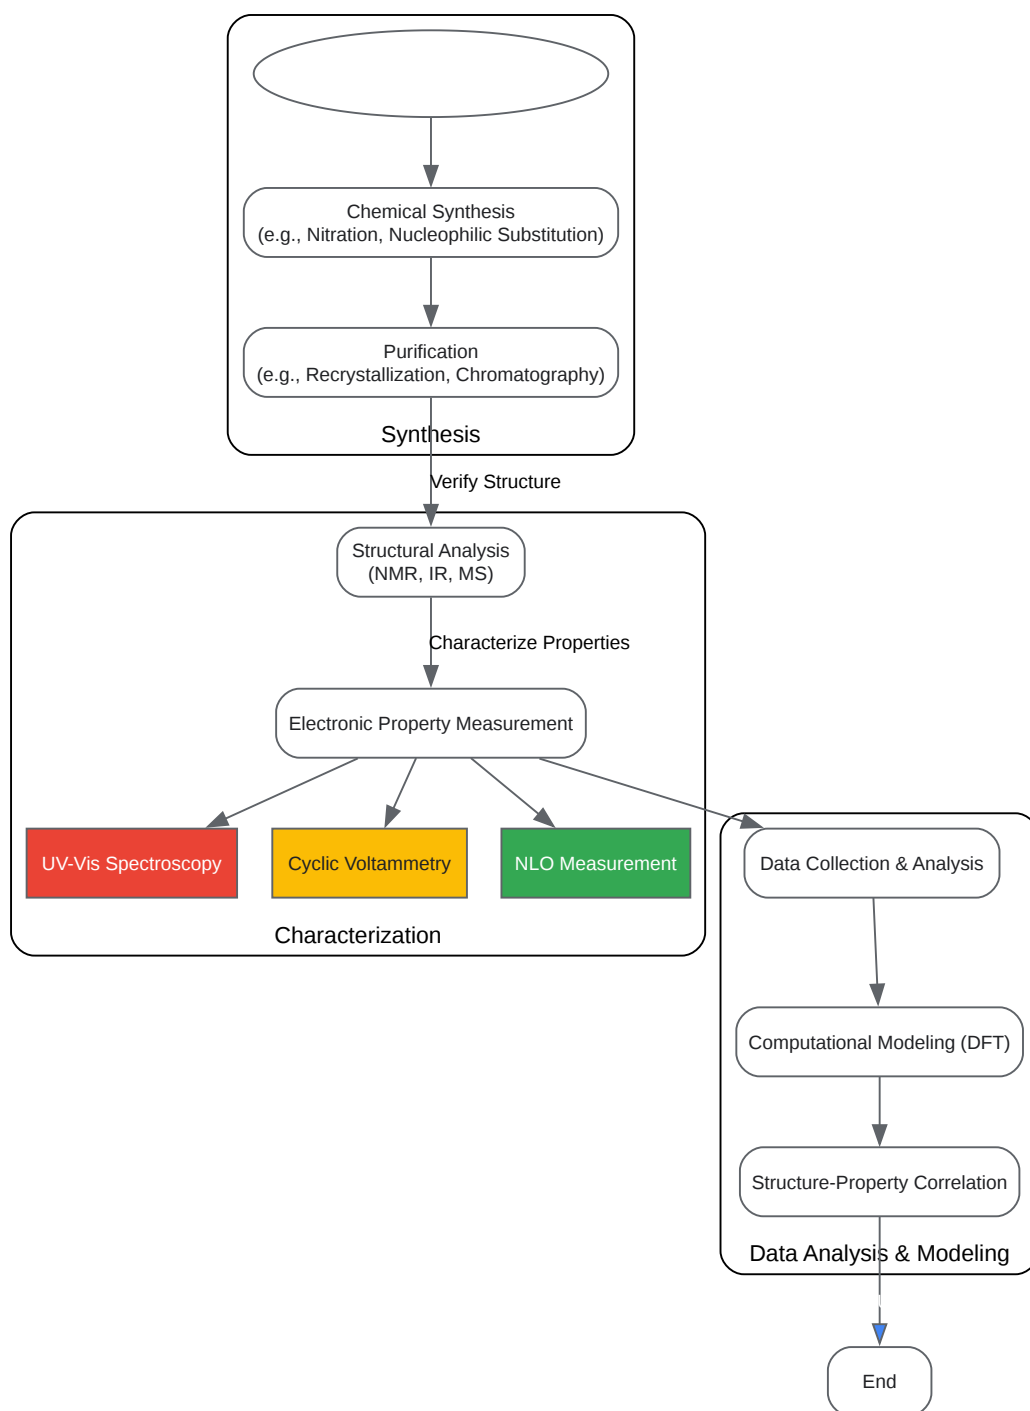 Chemical Synthesis
(e.g., Nitration, Nucleophilic Substitution)
Purification
(e.g., Recrystallization, Chromatography)
Synthesis
Verify Structure
Structural Analysis
(NMR, IR, MS)
Characterize Properties
Electronic Property Measurement
UV-Vis Spectroscopy
Cyclic Voltammetry
NLO Measurement
Characterization
Data Collection & Analysis
Computational Modeling (DFT)
Structure-Property Correlation
Data Analysis & Modeling
End